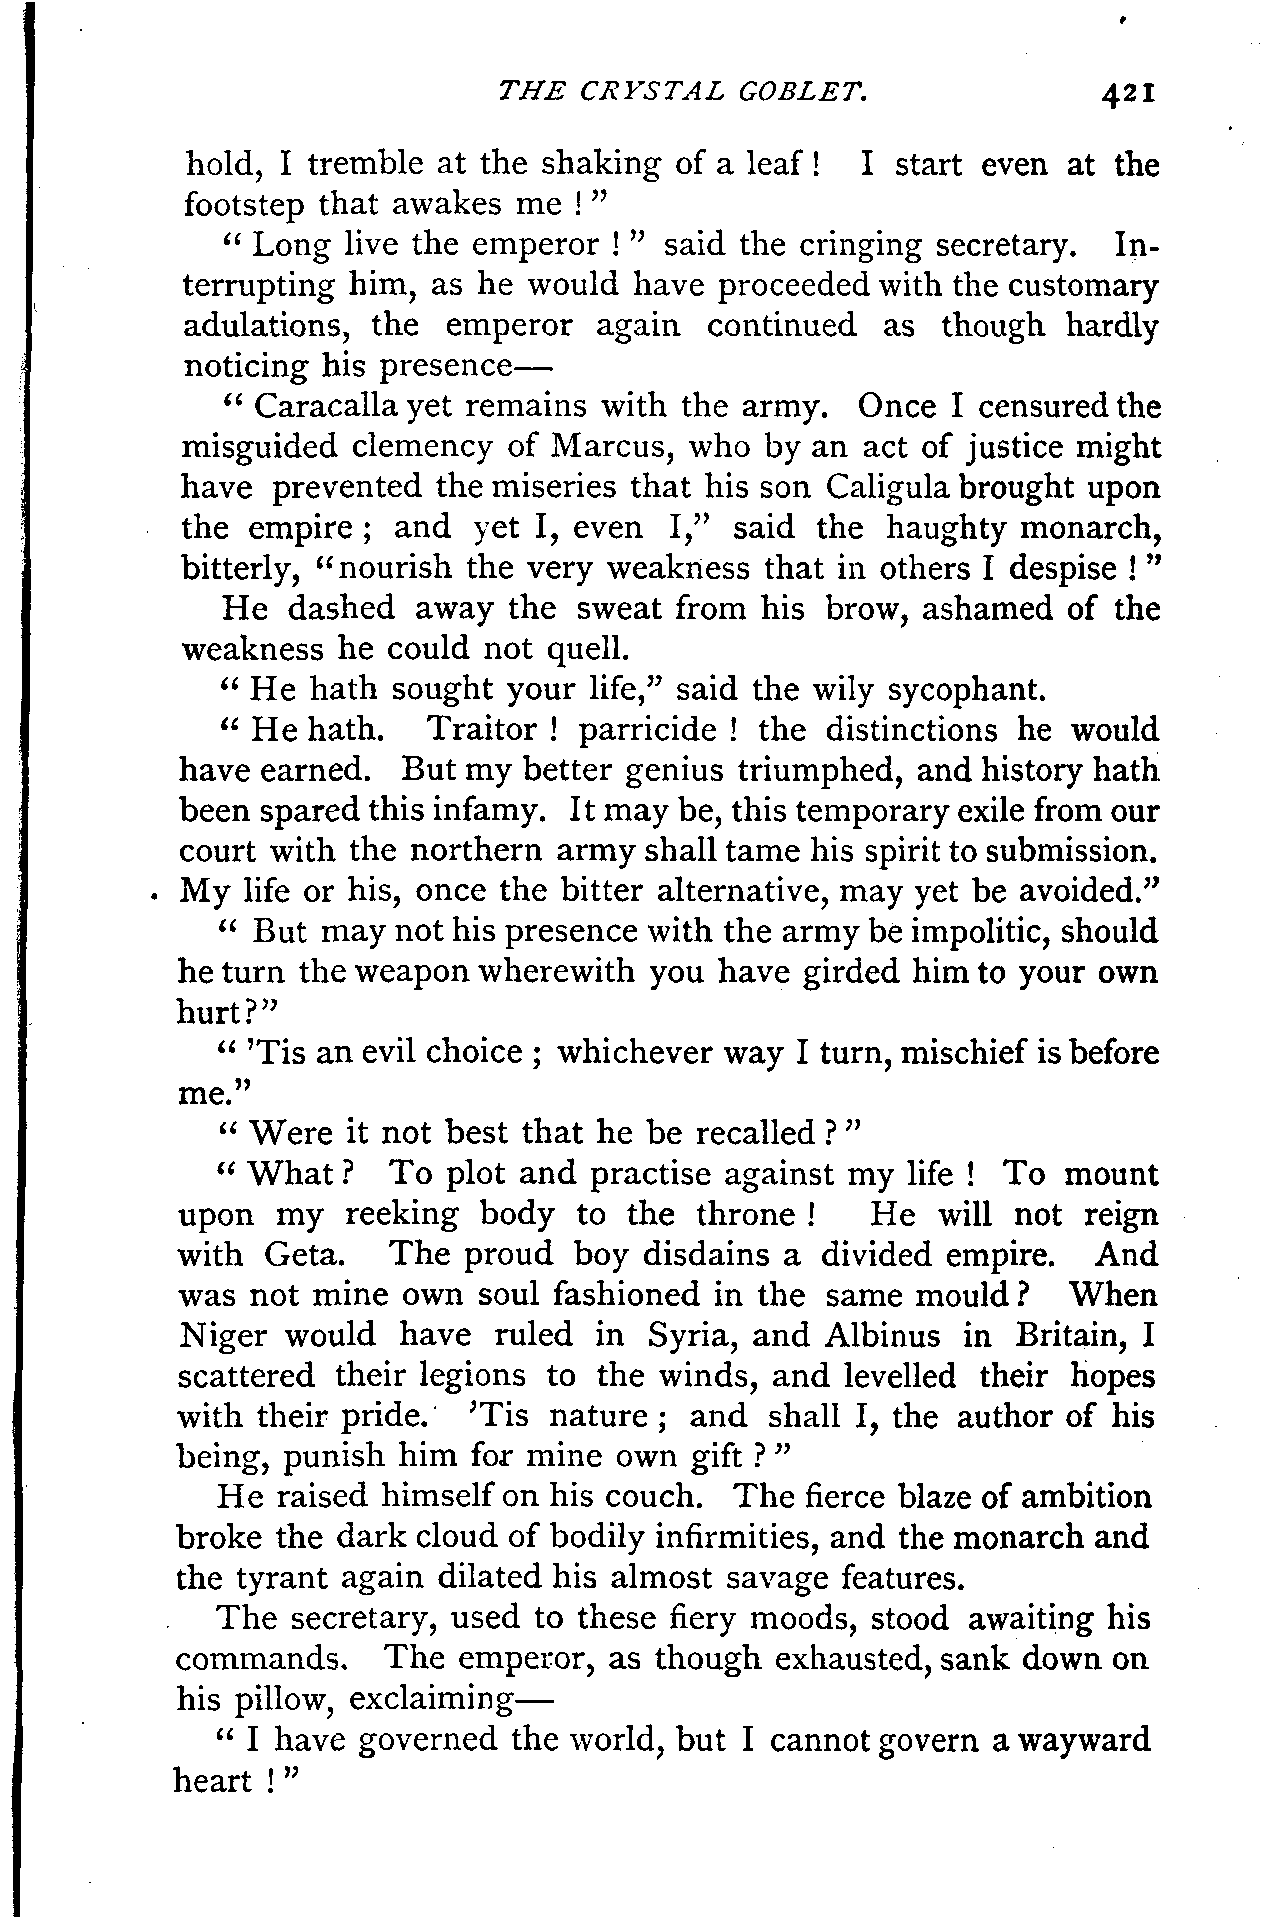 THE CRYSTAL GOBLET. 421
hold, I tremble at the shaking of a leaf! I start even at the
footstep that awakes me!"
"Long live the emperor!" said the cringing secretary. In-
terrupting him, as he would have proceeded with the customary
adulations, the emperor again continued as though hardly
noticing his presence—
"Caracalla yet remains with the army. Once I censured the
misguided clemency of Marcus, who by an act of justice might
have prevented the miseries that his son Caligula brought upon
the empire; and yet I, even I," said the haughty monarch,
bitterly, "nourish the very weakness that in others I despise!"
He dashed away the sweat from his brow, ashamed of the
weakness he could not quell.
"He hath sought your life," said the wily sycophant.
"He hath. Traitor! parricide! the distinctions he would
have earned. But my better genius triumphed, and history hath
been spared this infamy. It may be, this temporary exile from our
court with the northern army shall tame his spirit to submission.
My life or his, once the bitter alternative, may yet be avoided."
"But may not his presence with the army be impolitic, should
he turn the weapon wherewith you have girded him to your own
hurt?"
"'Tis an evil choice; whichever way I turn, mischief is before
me."
"Were it not best that he be recalled?"
"What? To plot and practise against my life! To mount
upon my reeking body to the throne! He will not reign
with Geta. The proud boy disdains a divided empire. And
was not mine own soul fashioned in the same mould? When
Niger would have ruled in Syria, and Albinus in Britain, I
scattered their legions to the winds, and levelled their hopes
with their pride. 'Tis nature; and shall I, the author of his
being, punish him for mine own gift?"
He raised himself on his couch. The fierce blaze of ambition
broke the dark cloud of bodily infirmities, and the monarch and
the tyrant again dilated his almost savage features.
The secretary, used to these fiery moods, stood awaiting his
commands. The emperor, as though exhausted, sank down on
his pillow, exclaiming—
"I have governed the world, but I cannot govern a wayward
heart!"